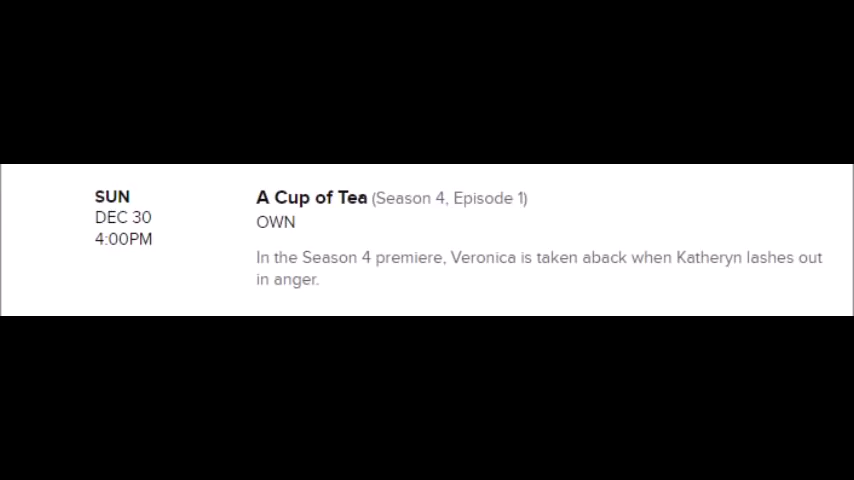 SUN
DEC 30
4:00PM
A Cup of Tea (Season 4, Episode 1)
OWN
In the Season 4 premiere, Veronica is taken aback when Katheryn lashes out
in anger.